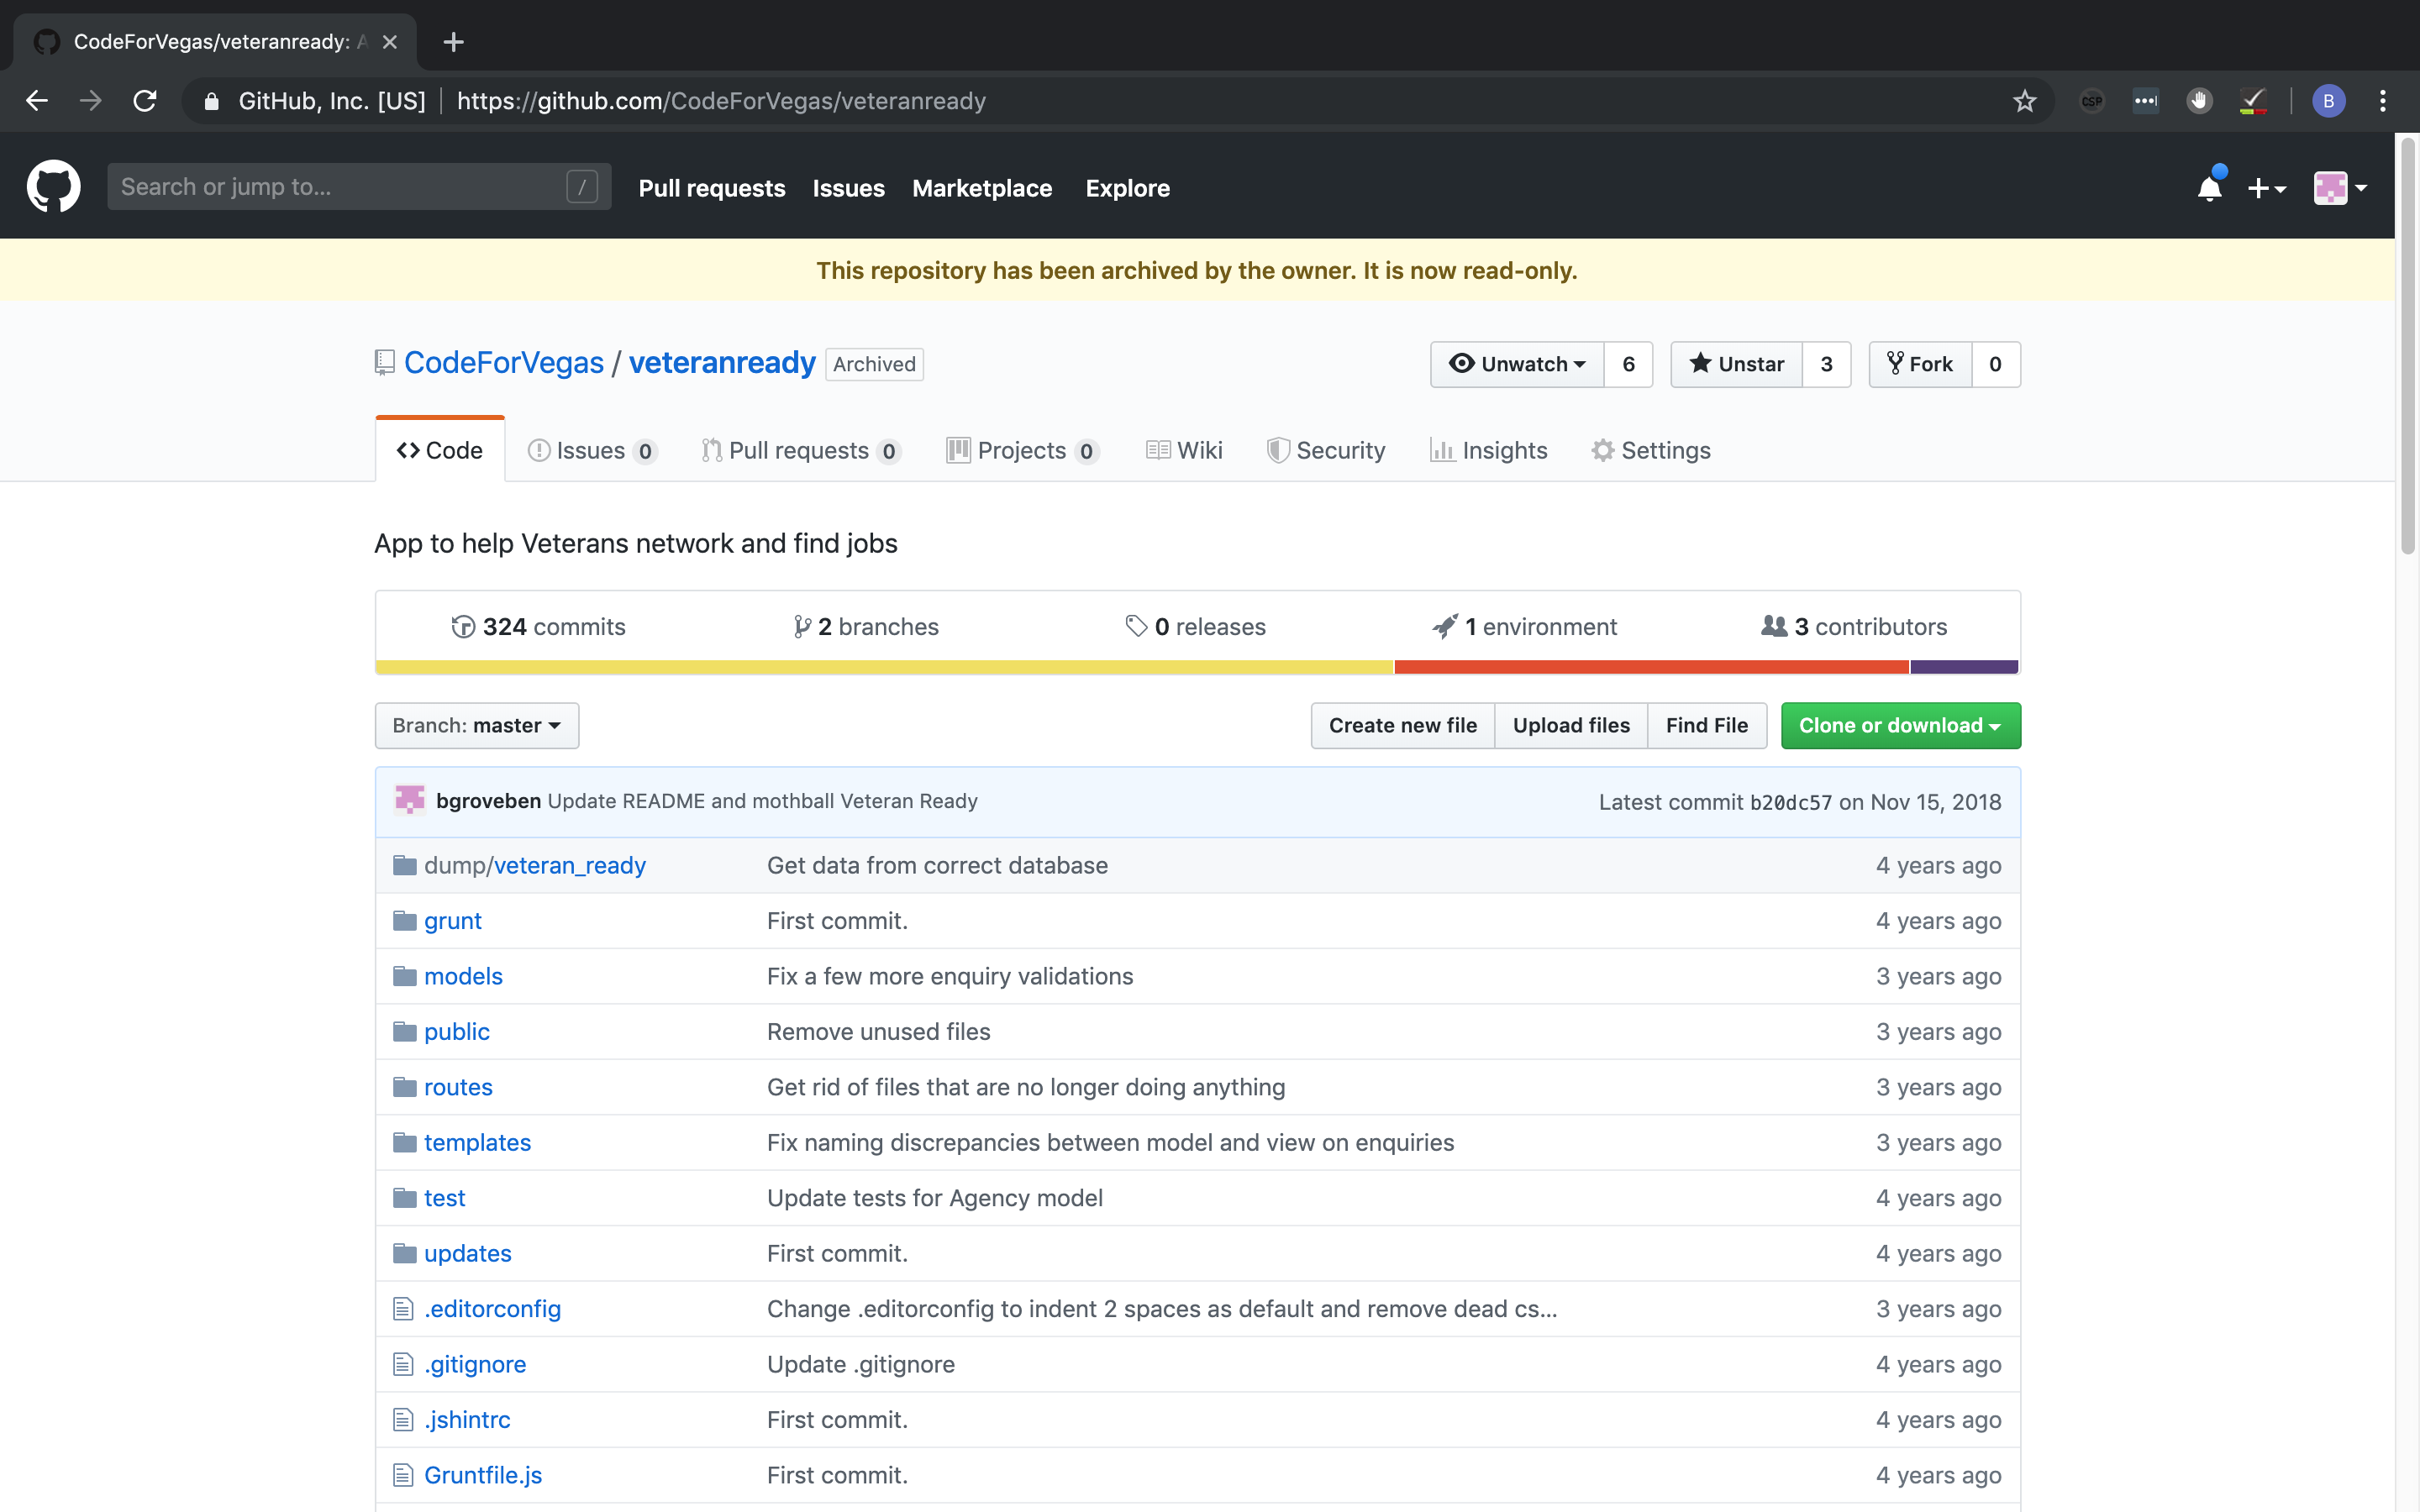 CodeForVegas/veteranready: A
GitHub, Inc. [US] https://github.com/CodeForVegas/veteranready
CSP
B
Search or jump to... / Pull requests Issues Marketplace Explore
This repository has been archived by the owner. It is now read-only.
CodeForVegas / veteranready Archived Unwatch 6 Unstar 3 Fork 0
Code Issues 0 Pull requests 0 Projects 0 Wiki Security Insights Settings
App to help Veterans network and find jobs
324 commits 2 branches 0 releases 1 environment 3 contributors
Branch: master Create new file Upload files Find File Clone or download
bgroveben Update README and mothball Veteran Ready Latest commit b20dc57 on Nov 15, 2018
dump/veteran_ready Get data from correct database 4 years ago
grunt First commit. 4 years ago
models Fix a few more enquiry validations 3 years ago
public Remove unused files 3 years ago
routes Get rid of files that are no longer doing anything 3 years ago
templates Fix naming discrepancies between model and view on enquiries 3 years ago
test Update tests for Agency model 4 years ago
updates First commit. 4 years ago
.editorconfig Change .editorconfig to indent 2 spaces as default and remove dead cs... 3 years ago
.gitignore Update .gitignore 4 years ago
.jshintrc First commit. 4 years ago
Gruntfile.js First commit. 4 years ago